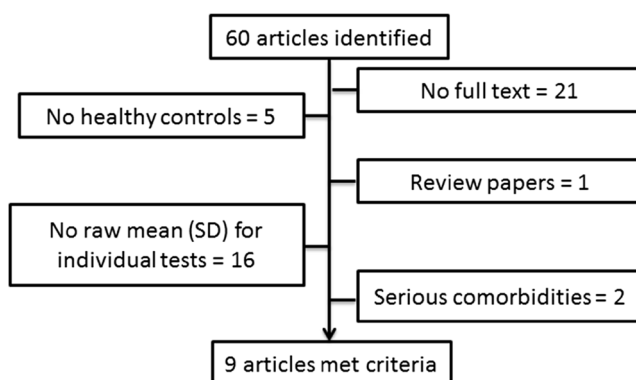 60 articles identified
No full text = 21
No healthy controls = 5
Review papers = 1
No raw mean (SD) for
individual tests = 16
Serious comorbidities = 2
9 articles met criteria